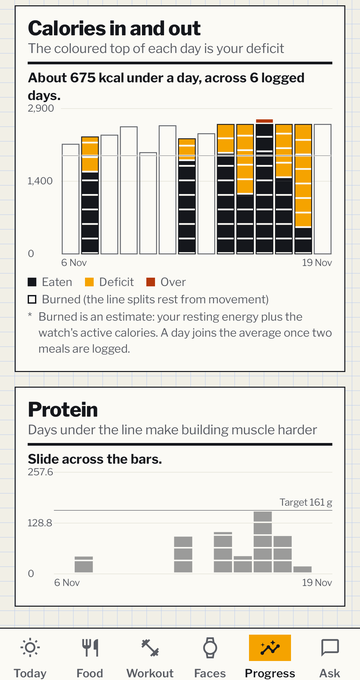 Calories in and out
The coloured top of each day is your deficit
About 675 kcal under a day, across 6 logged
days.
2,900
1,400
0
6 Nov 19 Nov
Eaten Deficit Over
Burned (the line splits rest from movement)
* Burned is an estimate: your resting energy plus the
watch's active calories. A day joins the average once two
meals are logged.
Protein
Days under the line make building muscle harder
Slide across the bars.
257.6
Target 161 g
128.8
0
6 Nov 19 Nov
Today Food Workout Faces Progress Ask